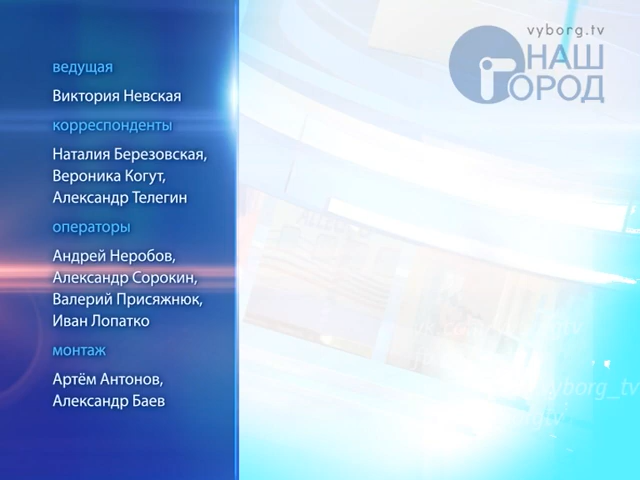 vyborg.tv
НАШ
ГОРОД
ведущая
Виктория Невская
корреспонденты
Наталия Березовская,
Вероника Когут,
Александр Телегин
операторы
Андрей Неробов,
Александр Сорокин,
Валерий Присяжнюк,
Иван Лопатко
монтаж
Артём Антонов,
Александр Баев
vyborg_tv